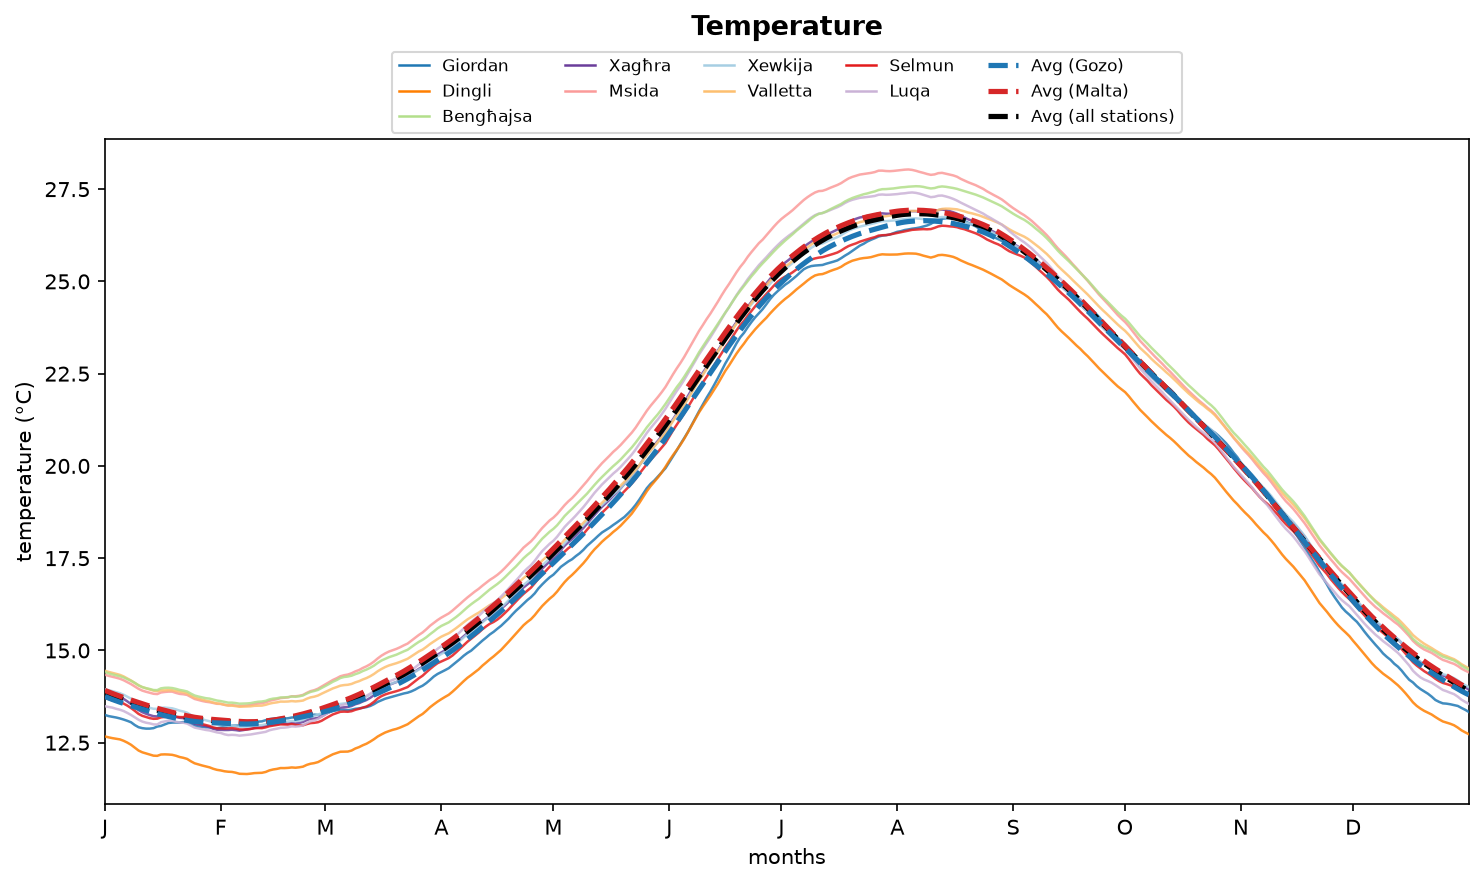 Temperature
Giordan Xagħra Xewkija Selmun Avg (Gozo)
Dingli Msida Valletta Luqa Avg (Malta)
Bengħajsa Avg (all stations)
27.5
25.0
22.5
20.0
17.5
15.0
12.5
temperature (°C)
J F M A M J J A S O N D
months